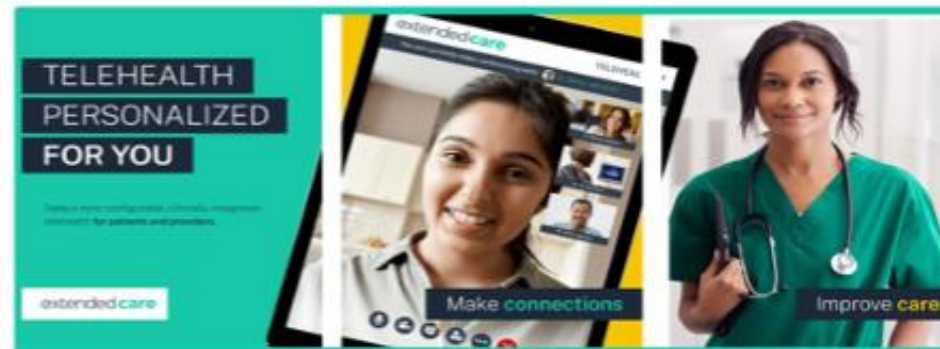 TELEHEALTH
PERSONALIZED
FOR YOU
for patients and providers.
extendedcare
extendedcare
Make connections
Improve care